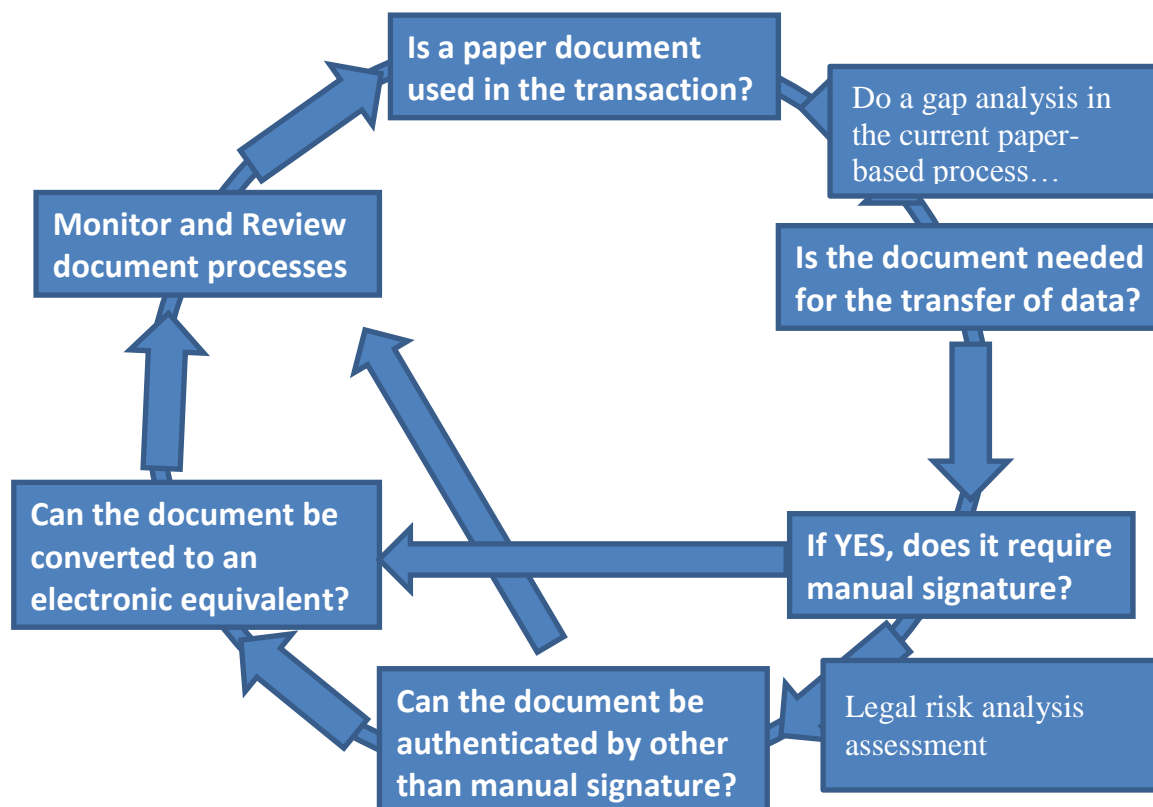 Is a paper document
used in the transaction?
Do a gap analysis in
the current paper-
based process…
Is the document needed
for the transfer of data?
If YES, does it require
manual signature?
Legal risk analysis
assessment
Can the document be
authenticated by other
than manual signature?
Can the document be
converted to an
electronic equivalent?
Monitor and Review
document processes